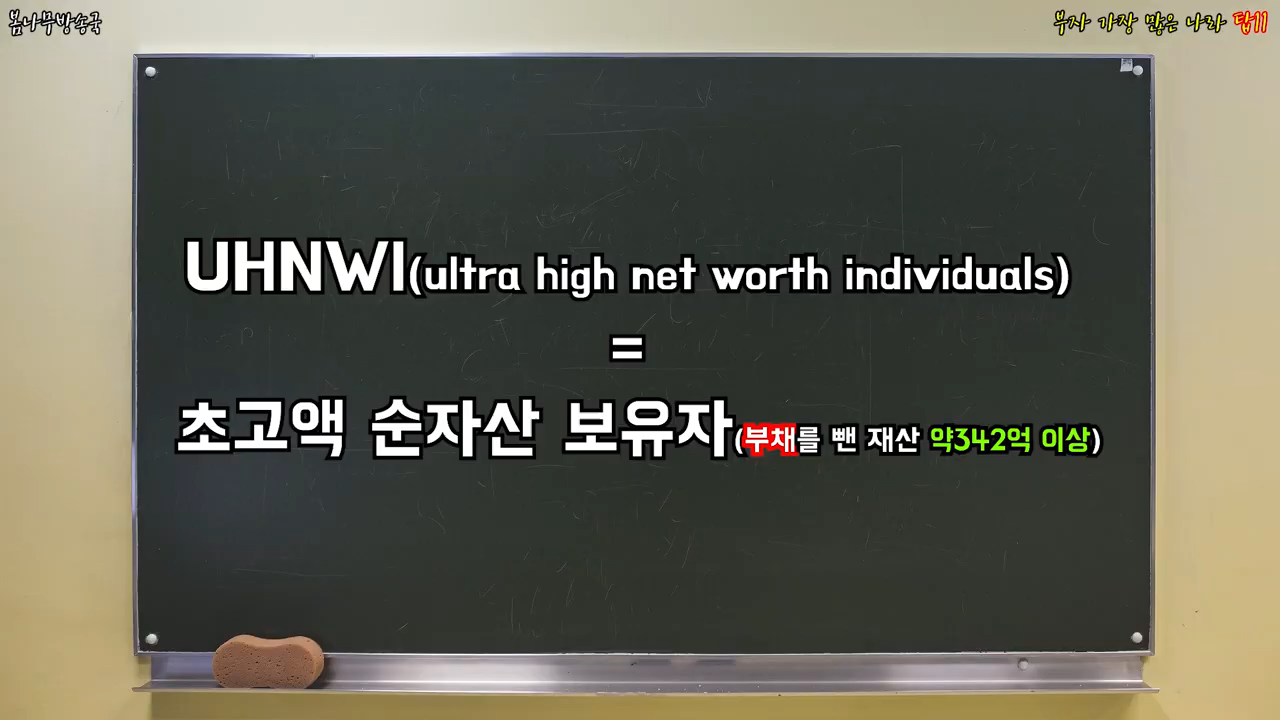 봄나무방송국
부자 가장 많은 나라 탑11
UHNWI(ultra high net worth individuals)
=
초고액 순자산 보유자(부채를 뺀 재산 약342억 이상)